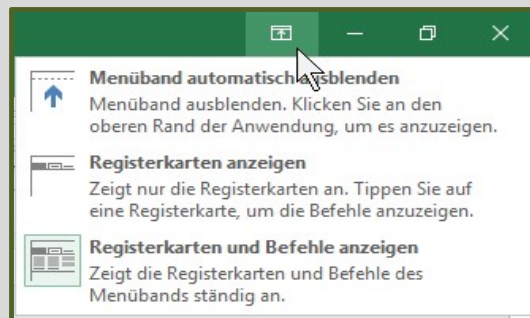 Menüband automatisch ausblenden
Menüband ausblenden. Klicken Sie an den
oberen Rand der Anwendung, um es anzuzeigen.
Registerkarten anzeigen
Zeigt nur die Registerkarten an. Tippen Sie auf
eine Registerkarte, um die Befehle anzuzeigen.
Registerkarten und Befehle anzeigen
Zeigt die Registerkarten und Befehle des
Menübands ständig an.